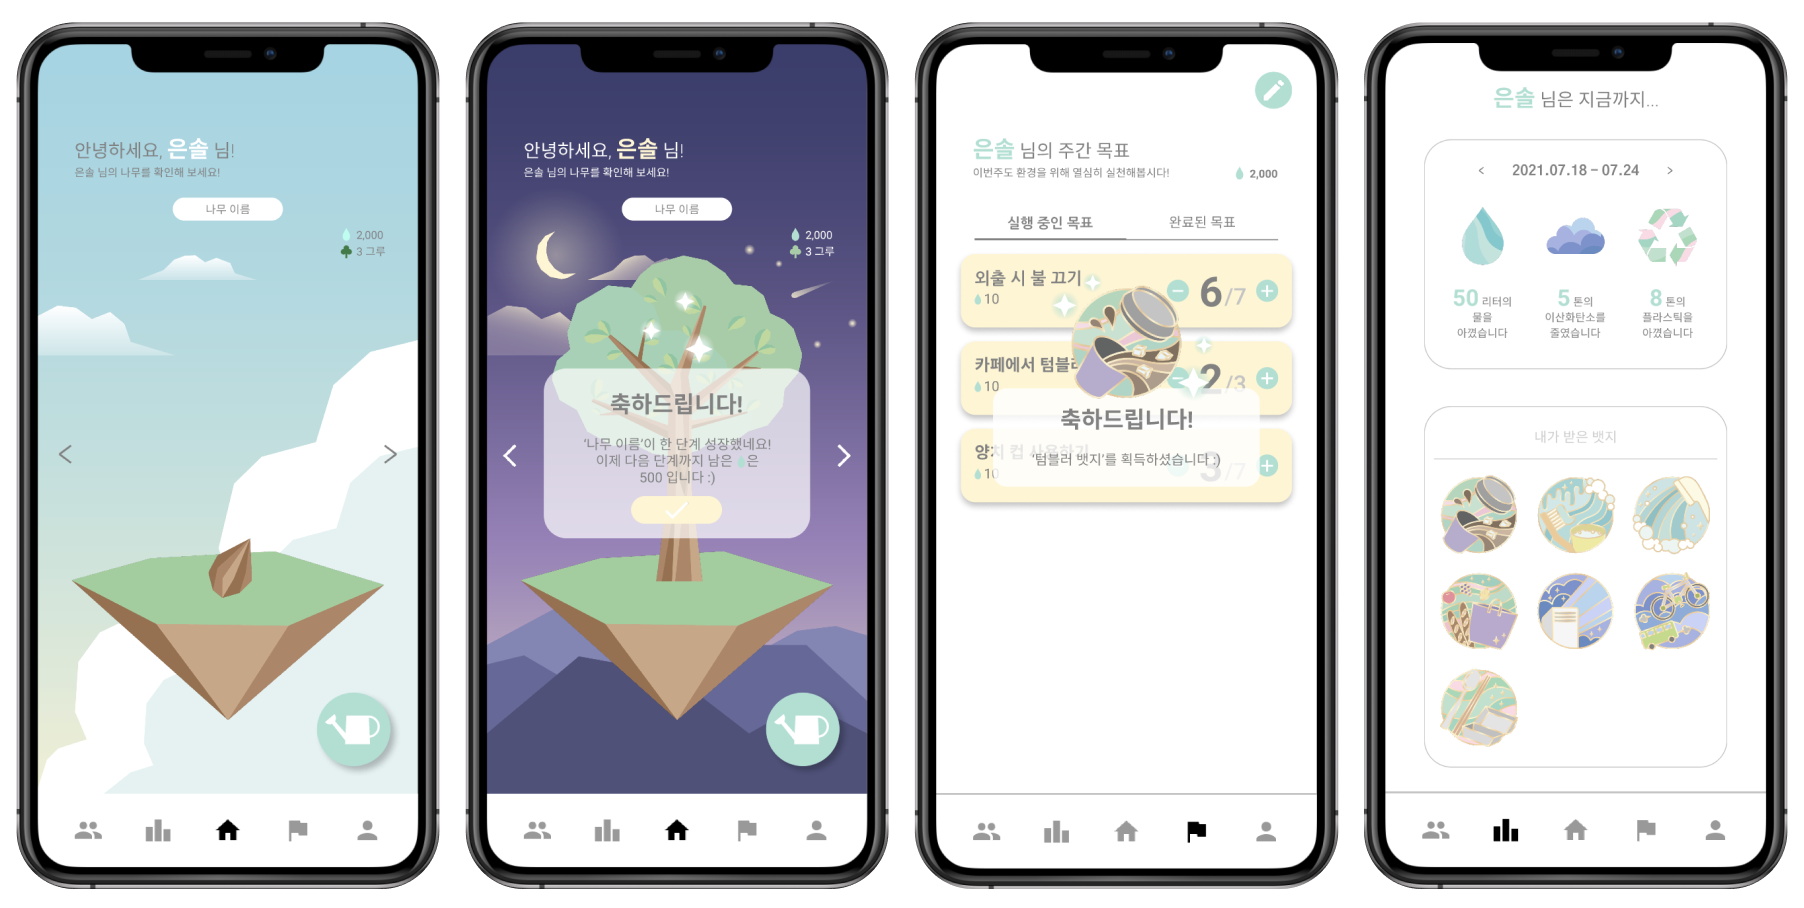 안녕하세요, 은솔 님!
은솔 님의 나무를 확인해 보세요!
나무 이름
2,000
3 그루
<
>
안녕하세요, 은솔 님!
은솔 님의 나무를 확인해 보세요!
나무 이름
2,000
3 그루
<
>
축하드립니다!
'나무 이름'이 한 단계 성장했네요!
이제 다음 단계까지 남은 은
500 입니다 :)
은솔 님의 주간 목표
이번주도 환경을 위해 열심히 실천해봅시다!
2,000
실행 중인 목표
완료된 목표
외출 시 불 끄기
10
6/7
카페에서 텀블러
10
2/3
양치 컵 사용하기
10
3/7
축하드립니다!
'텀블러 뱃지'를 획득하셨습니다 :)
은솔 님은 지금까지...
< 2021.07.18 – 07.24 >
50 리터의
물을
아꼈습니다
5 톤의
이산화탄소를
줄였습니다
8 톤의
플라스틱을
아꼈습니다
내가 받은 뱃지